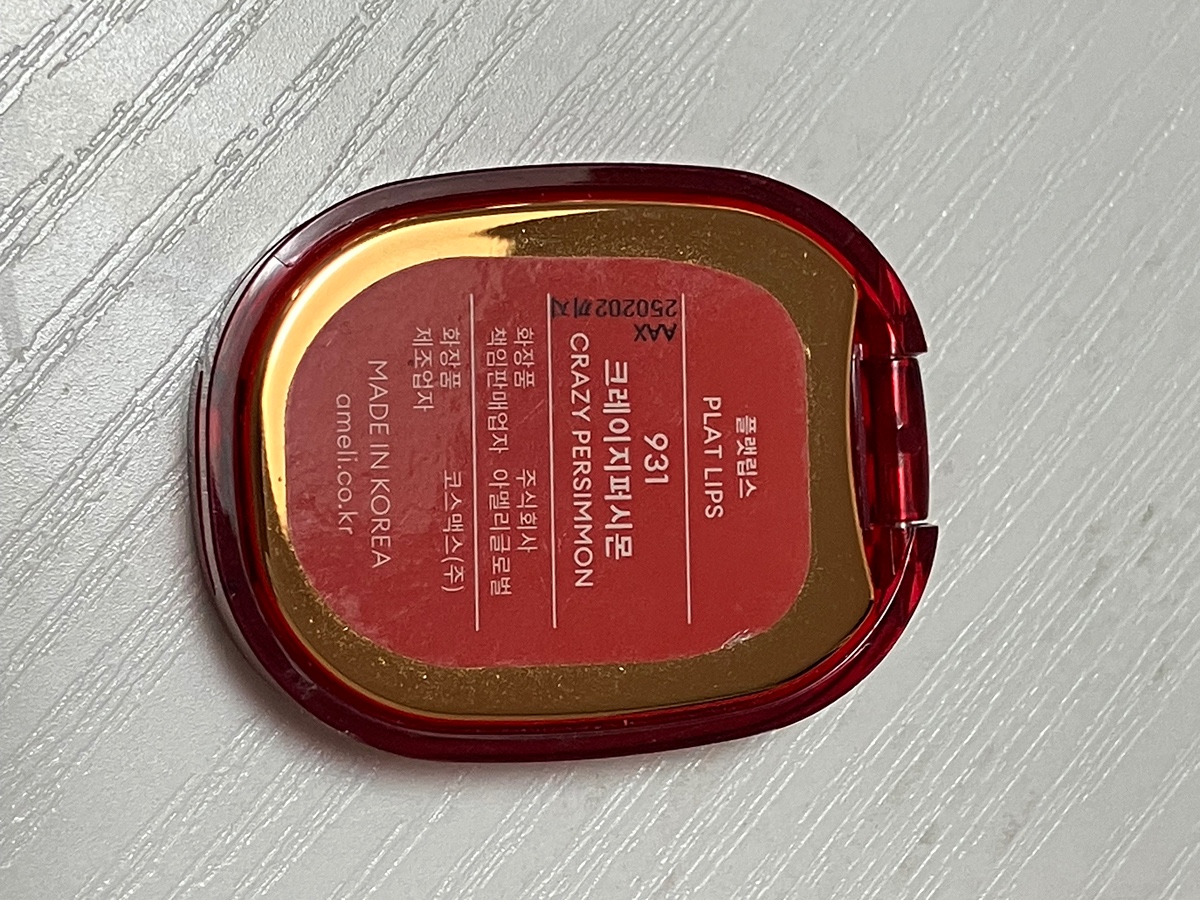 플랫립스
PLAT LIPS
AAX
250202까지
931
크레이지퍼시몬
CRAZY PERSIMMON
화장품 주식회사
책임판매업자 아멜리글로벌
화장품
제조업자 코스맥스(주)
MADE IN KOREA
ameli.co.kr